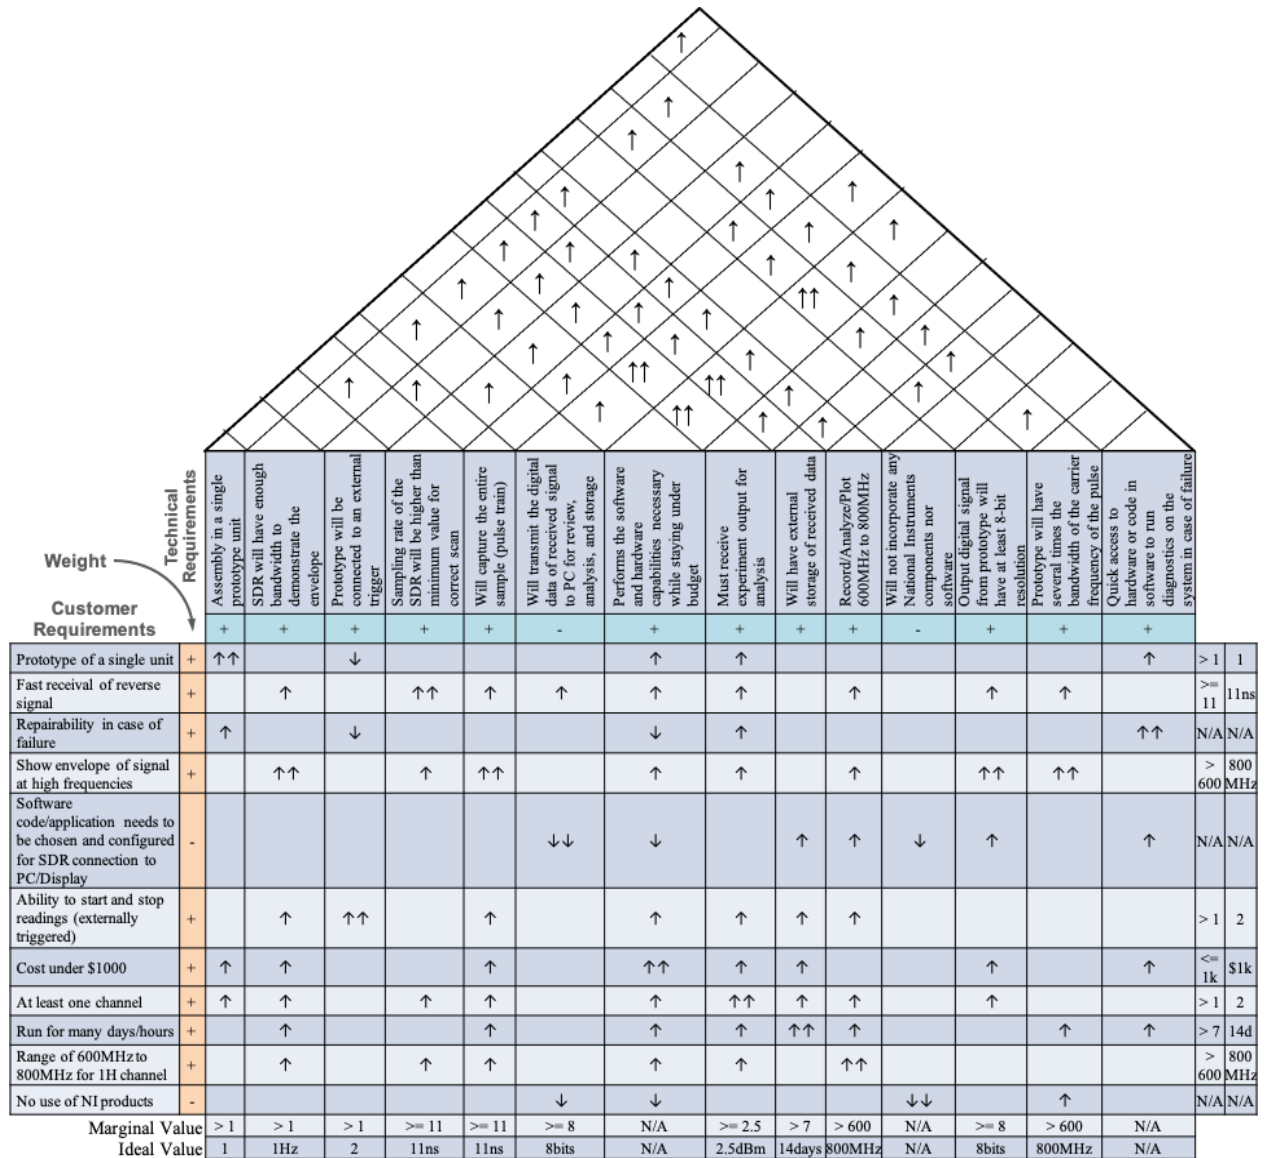 Weight
Technical
Requirements
Customer
Requirements
Assembly in a single
prototype unit
SDR will have enough
bandwidth to
demonstrate the
envelope
Prototype will be
connected to an external
trigger
Sampling rate of the
SDR will be higher than
minimum value for
correct scan
Will capture the entire
sample (pulse train)
Will transmit the digital
data of received signal
to PC for review,
analysis, and storage
Performs the software
and hardware
capabilities necessary
while staying under
budget
Must receive
experiment output for
analysis
Will have external
storage of received data
Record/Analyze/Plot
600MHz to 800MHz
Will not incorporate any
National Instruments
components nor
software
Output digital signal
from prototype will
have at least 8-bit
resolution
Prototype will have
several times the
bandwidth of the carrier
frequency of the pulse
Quick access to
hardware or code in
software to run
diagnostics on the
system in case of failure
+ + + + + - + + + + - + + +
Prototype of a single unit + ↑↑ ↓ ↑ ↑ ↑ > 1 1
Fast receival of reverse
signal + ↑ ↑↑ ↑ ↑ ↑ ↑ ↑ ↑ ↑ >=
11 11ns
Repairability in case of
failure + ↑ ↓ ↓ ↑ ↑↑ N/A N/A
Show envelope of signal
at high frequencies + ↑↑ ↑ ↑↑ ↑ ↑ ↑ ↑↑ ↑↑ >
600 800
MHz
Software
code/application needs to
be chosen and configured
for SDR connection to
PC/Display - ↓↓ ↓ ↑ ↑ ↓ ↑ ↑ N/A N/A
Ability to start and stop
readings (externally
triggered) + ↑ ↑↑ ↑ ↑ ↑ ↑ ↑ > 1 2
Cost under $1000 + ↑ ↑ ↑ ↑↑ ↑ ↑ ↑ ↑ <=
1k $1k
At least one channel + ↑ ↑ ↑ ↑ ↑ ↑↑ ↑ ↑ ↑ > 1 2
Run for many days/hours + ↑ ↑ ↑ ↑ ↑↑ ↑ ↑ ↑ > 7 14d
Range of 600MHz to
800MHz for 1H channel + ↑ ↑ ↑ ↑ ↑ ↑↑ >
600 800
MHz
No use of NI products - ↓ ↓ ↓↓ ↑ N/A N/A
Marginal Value > 1 > 1 > 1 >= 11 >= 11 >= 8 N/A >= 2.5 > 7 > 600 N/A >= 8 > 600 N/A
Ideal Value 1 1Hz 2 11ns 11ns 8bits N/A 2.5dBm 14days 800MHz N/A 8bits 800MHz N/A